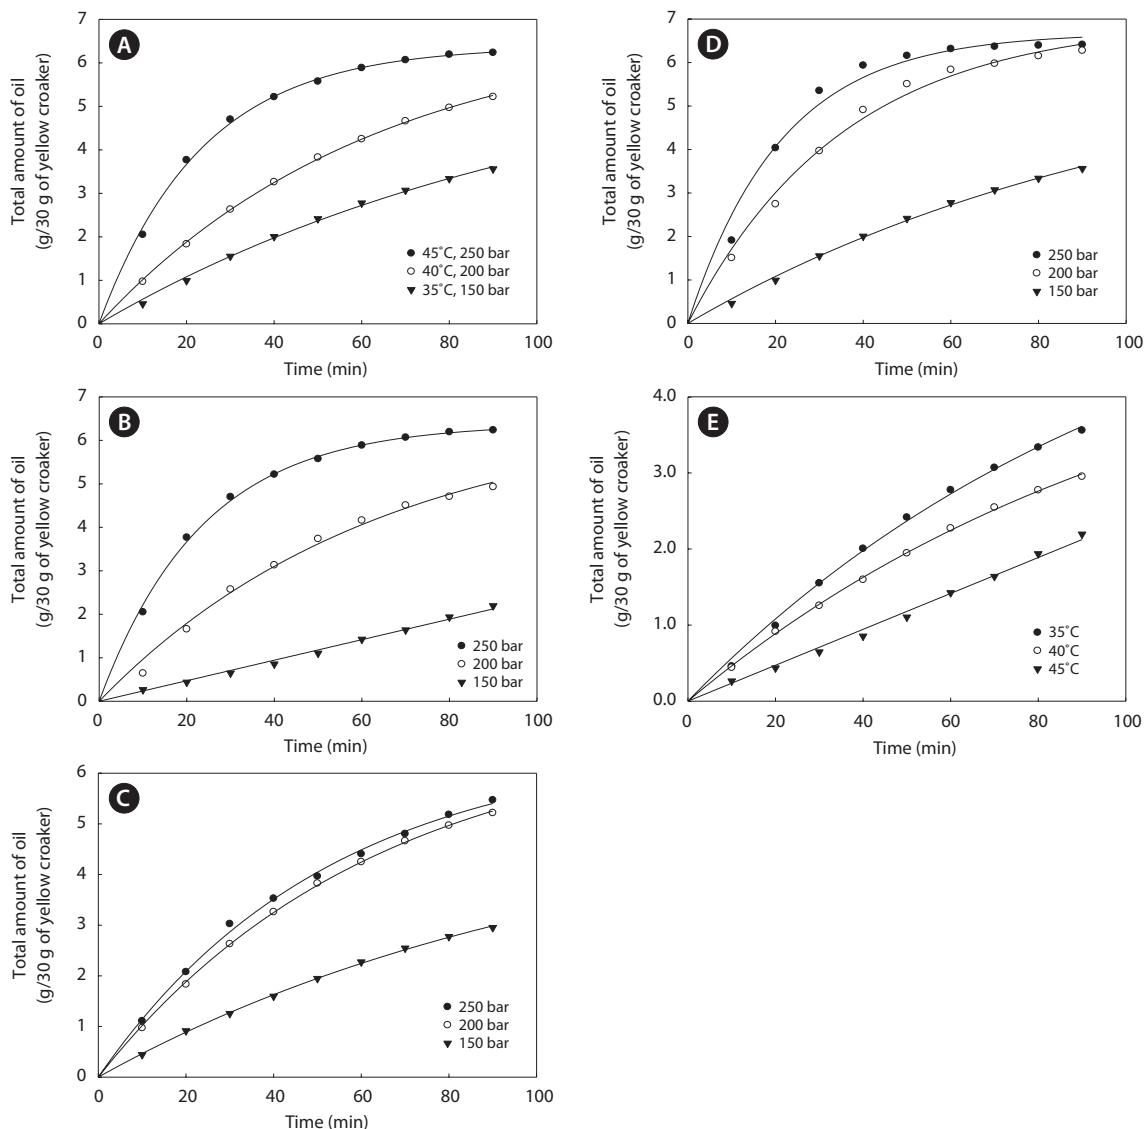 A
Total amount of oil
(g/30 g of yellow croaker)
7
6
5
4
3
2
1
0
45˚C, 250 bar
40˚C, 200 bar
35˚C, 150 bar
0 20 40 60 80 100
Time (min)
D
Total amount of oil
(g/30 g of yellow croaker)
7
6
5
4
3
2
1
0
250 bar
200 bar
150 bar
0 20 40 60 80 100
Time (min)
B
Total amount of oil
(g/30 g of yellow croaker)
7
6
5
4
3
2
1
0
250 bar
200 bar
150 bar
0 20 40 60 80 100
Time (min)
E
Total amount of oil
(g/30 g of yellow croaker)
4.0
3.0
2.0
1.0
0.0
35˚C
40˚C
45˚C
0 20 40 60 80 100
Time (min)
C
Total amount of oil
(g/30 g of yellow croaker)
6
5
4
3
2
1
0
250 bar
200 bar
150 bar
0 20 40 60 80 100
Time (min)